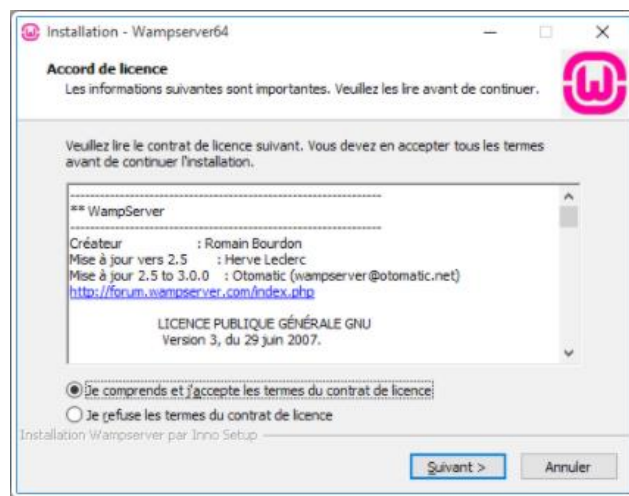 Installation - Wampserver64
Accord de licence
Les informations suivantes sont importantes. Veuillez les lire avant de continuer.
Veuillez lire le contrat de licence suivant. Vous devez en accepter tous les termes
avant de continuer l'installation.
------------------------------------------------------------
** WampServer
------------------------------------------------------------
Créateur : Romain Bourdon
Mise à jour vers 2.5 : Herve Leclerc
Mise à jour 2.5 to 3.0.0 : Otomatic (wampserver@otomatic.net)
http://forum.wampserver.com/index.php
LICENCE PUBLIQUE GÉNÉRALE GNU
Version 3, du 29 juin 2007.
Je comprends et j'accepte les termes du contrat de licence
Je refuse les termes du contrat de licence
Installation Wampserver par Inno Setup
Suivant > Annuler